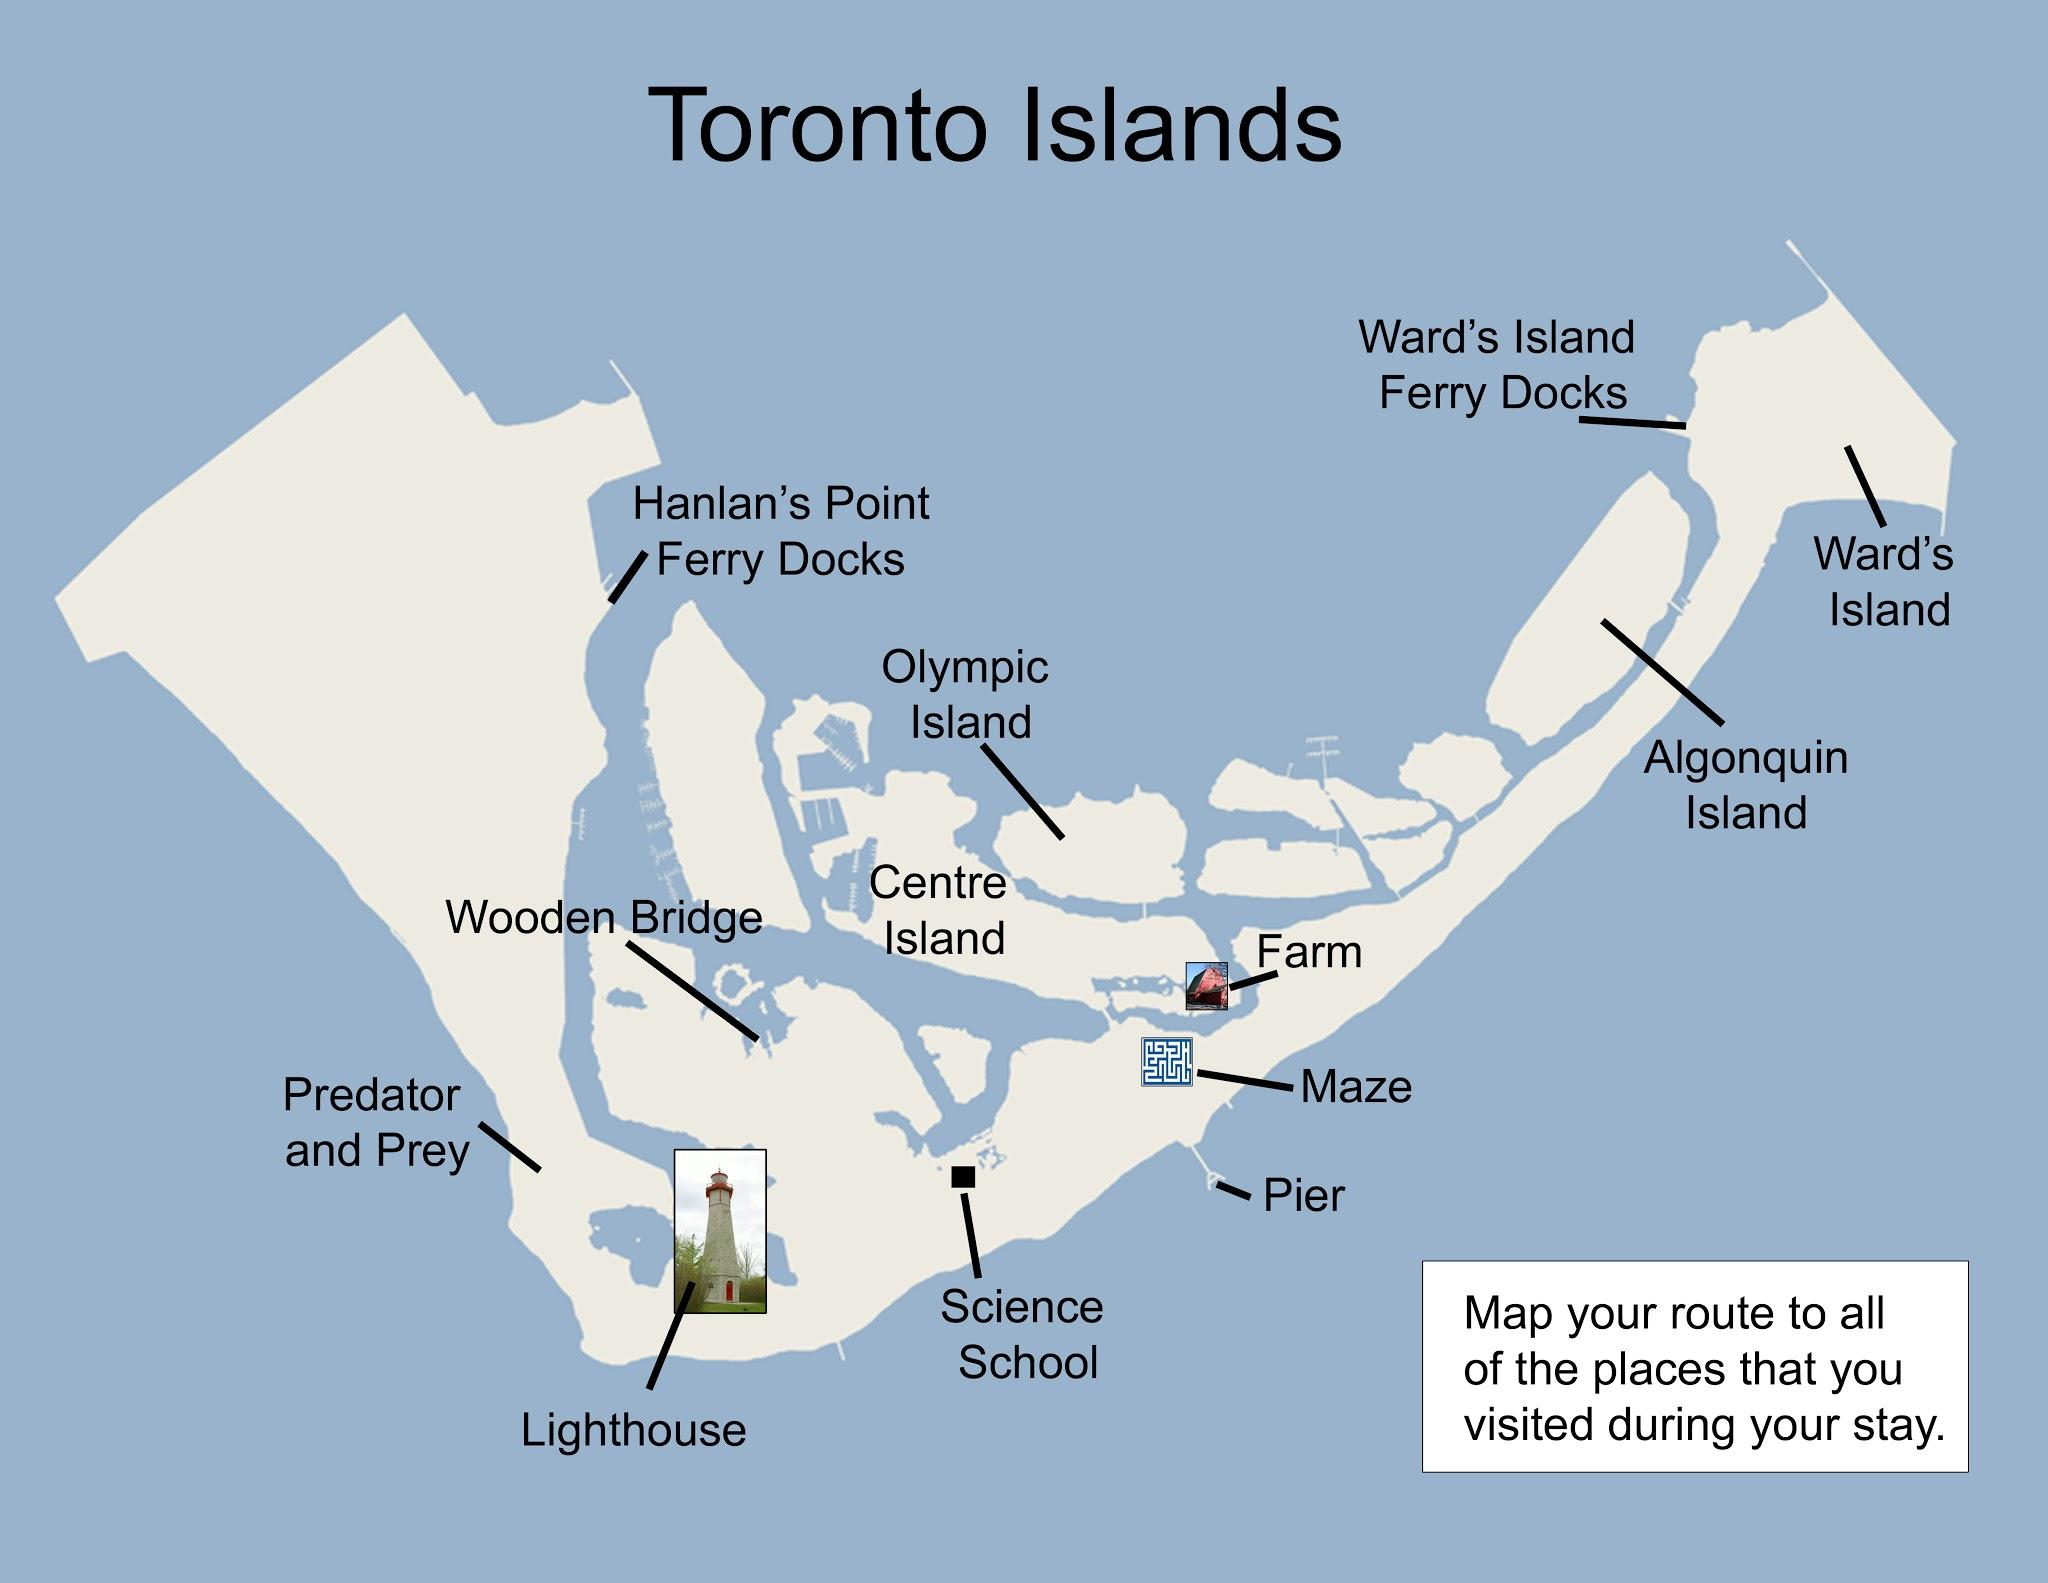 Toronto Islands
Ward’s Island
Ferry Docks
Hanlan’s Point
Ferry Docks
Ward’s
Island
Olympic
Island
Algonquin
Island
Centre
Island
Wooden Bridge
Farm
Predator
and Prey
Maze
Pier
Science
School
Lighthouse
Map your route to all
of the places that you
visited during your stay.